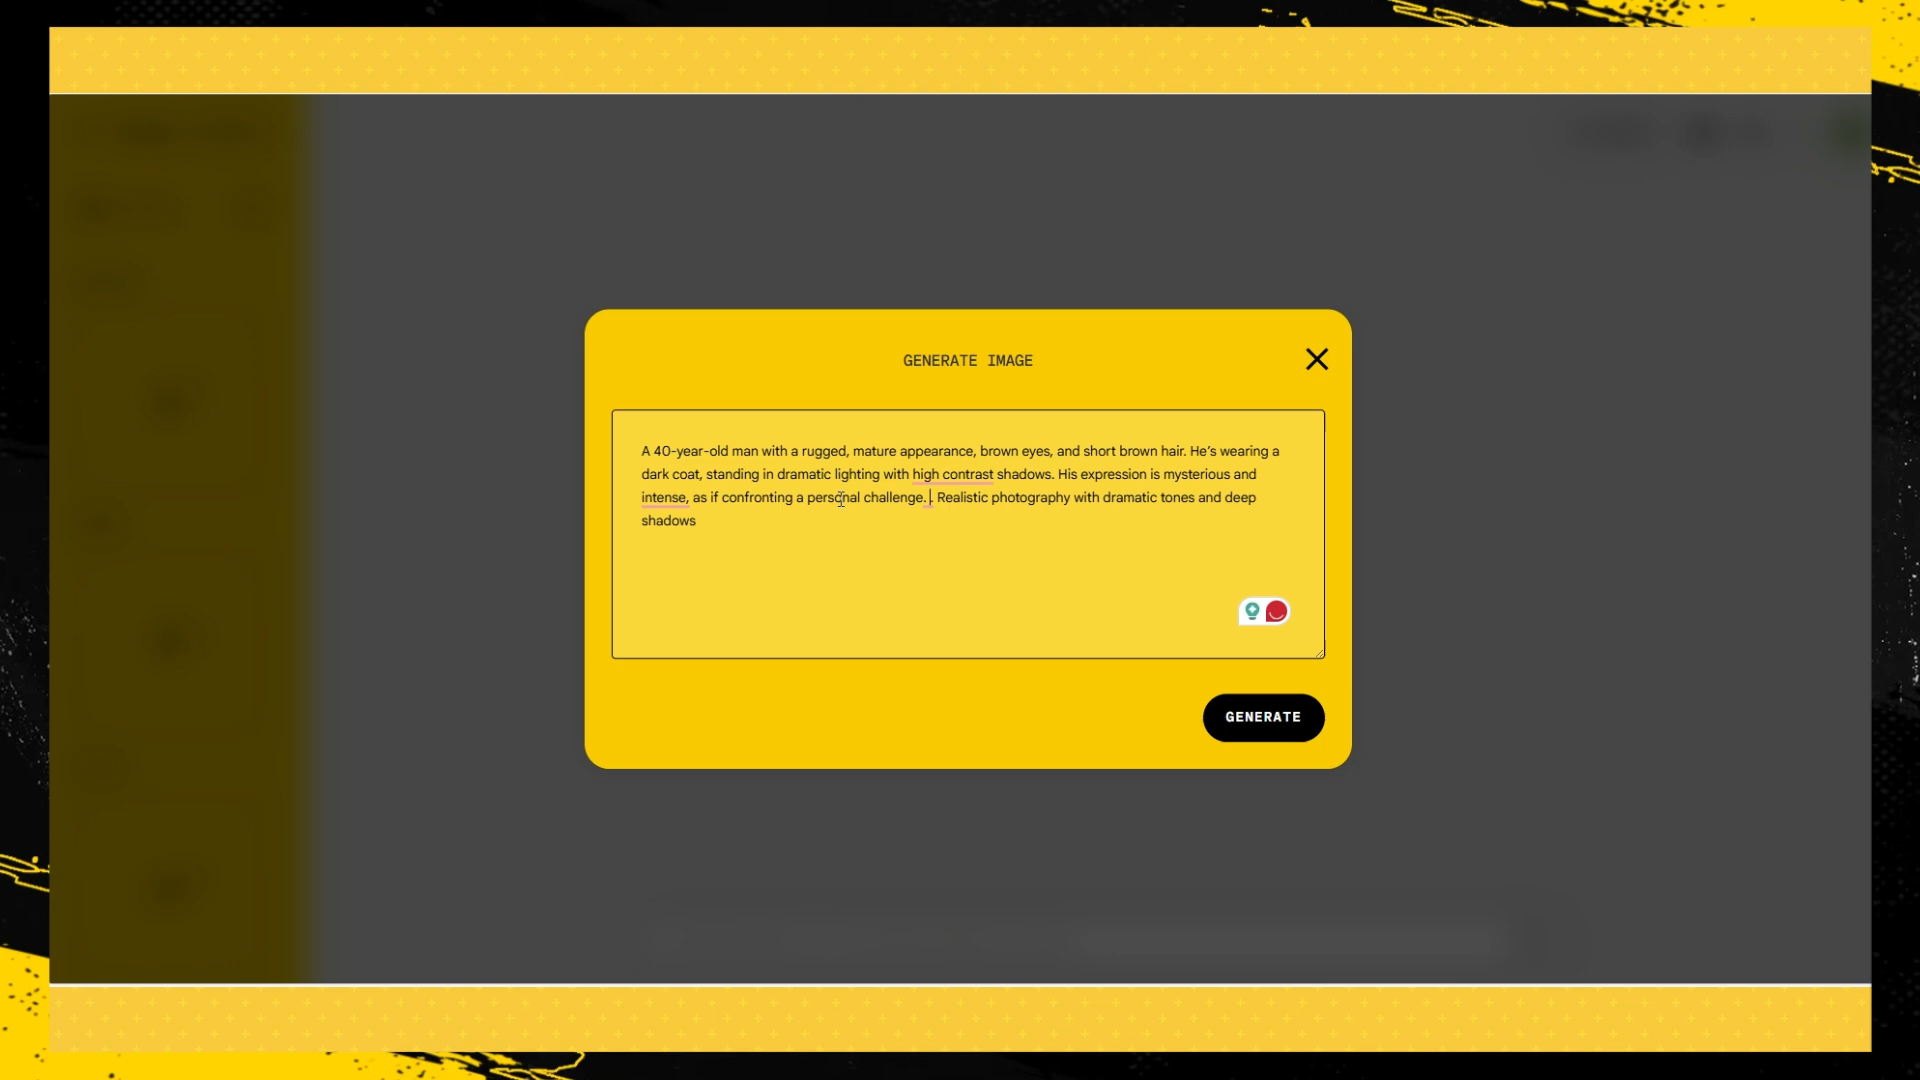 GENERATE IMAGE
A 40-year-old man with a rugged, mature appearance, brown eyes, and short brown hair. He’s wearing a
dark coat, standing in dramatic lighting with high contrast shadows. His expression is mysterious and
intense, as if confronting a personal challenge. . Realistic photography with dramatic tones and deep
shadows
GENERATE